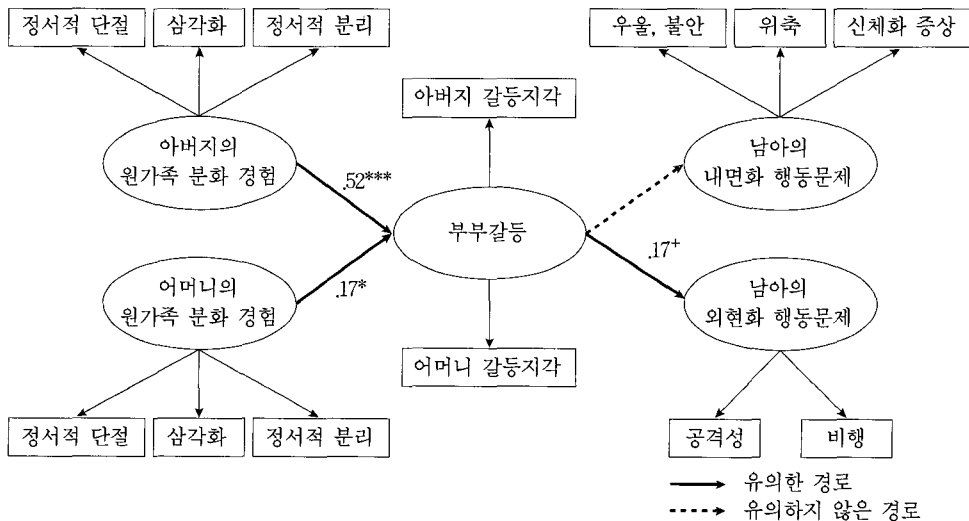 정서적 단절
삼각화
정서적 분리
우울, 불안
위축
신체화 증상
아버지 갈등지각
아버지의
원가족 분화 경험
남아의
내면화 행동문제
.52***
부부갈등
.17*
.17+
어머니의
원가족 분화 경험
남아의
외현화 행동문제
어머니 갈등지각
정서적 단절
삼각화
정서적 분리
공격성
비행
유의한 경로
유의하지 않은 경로